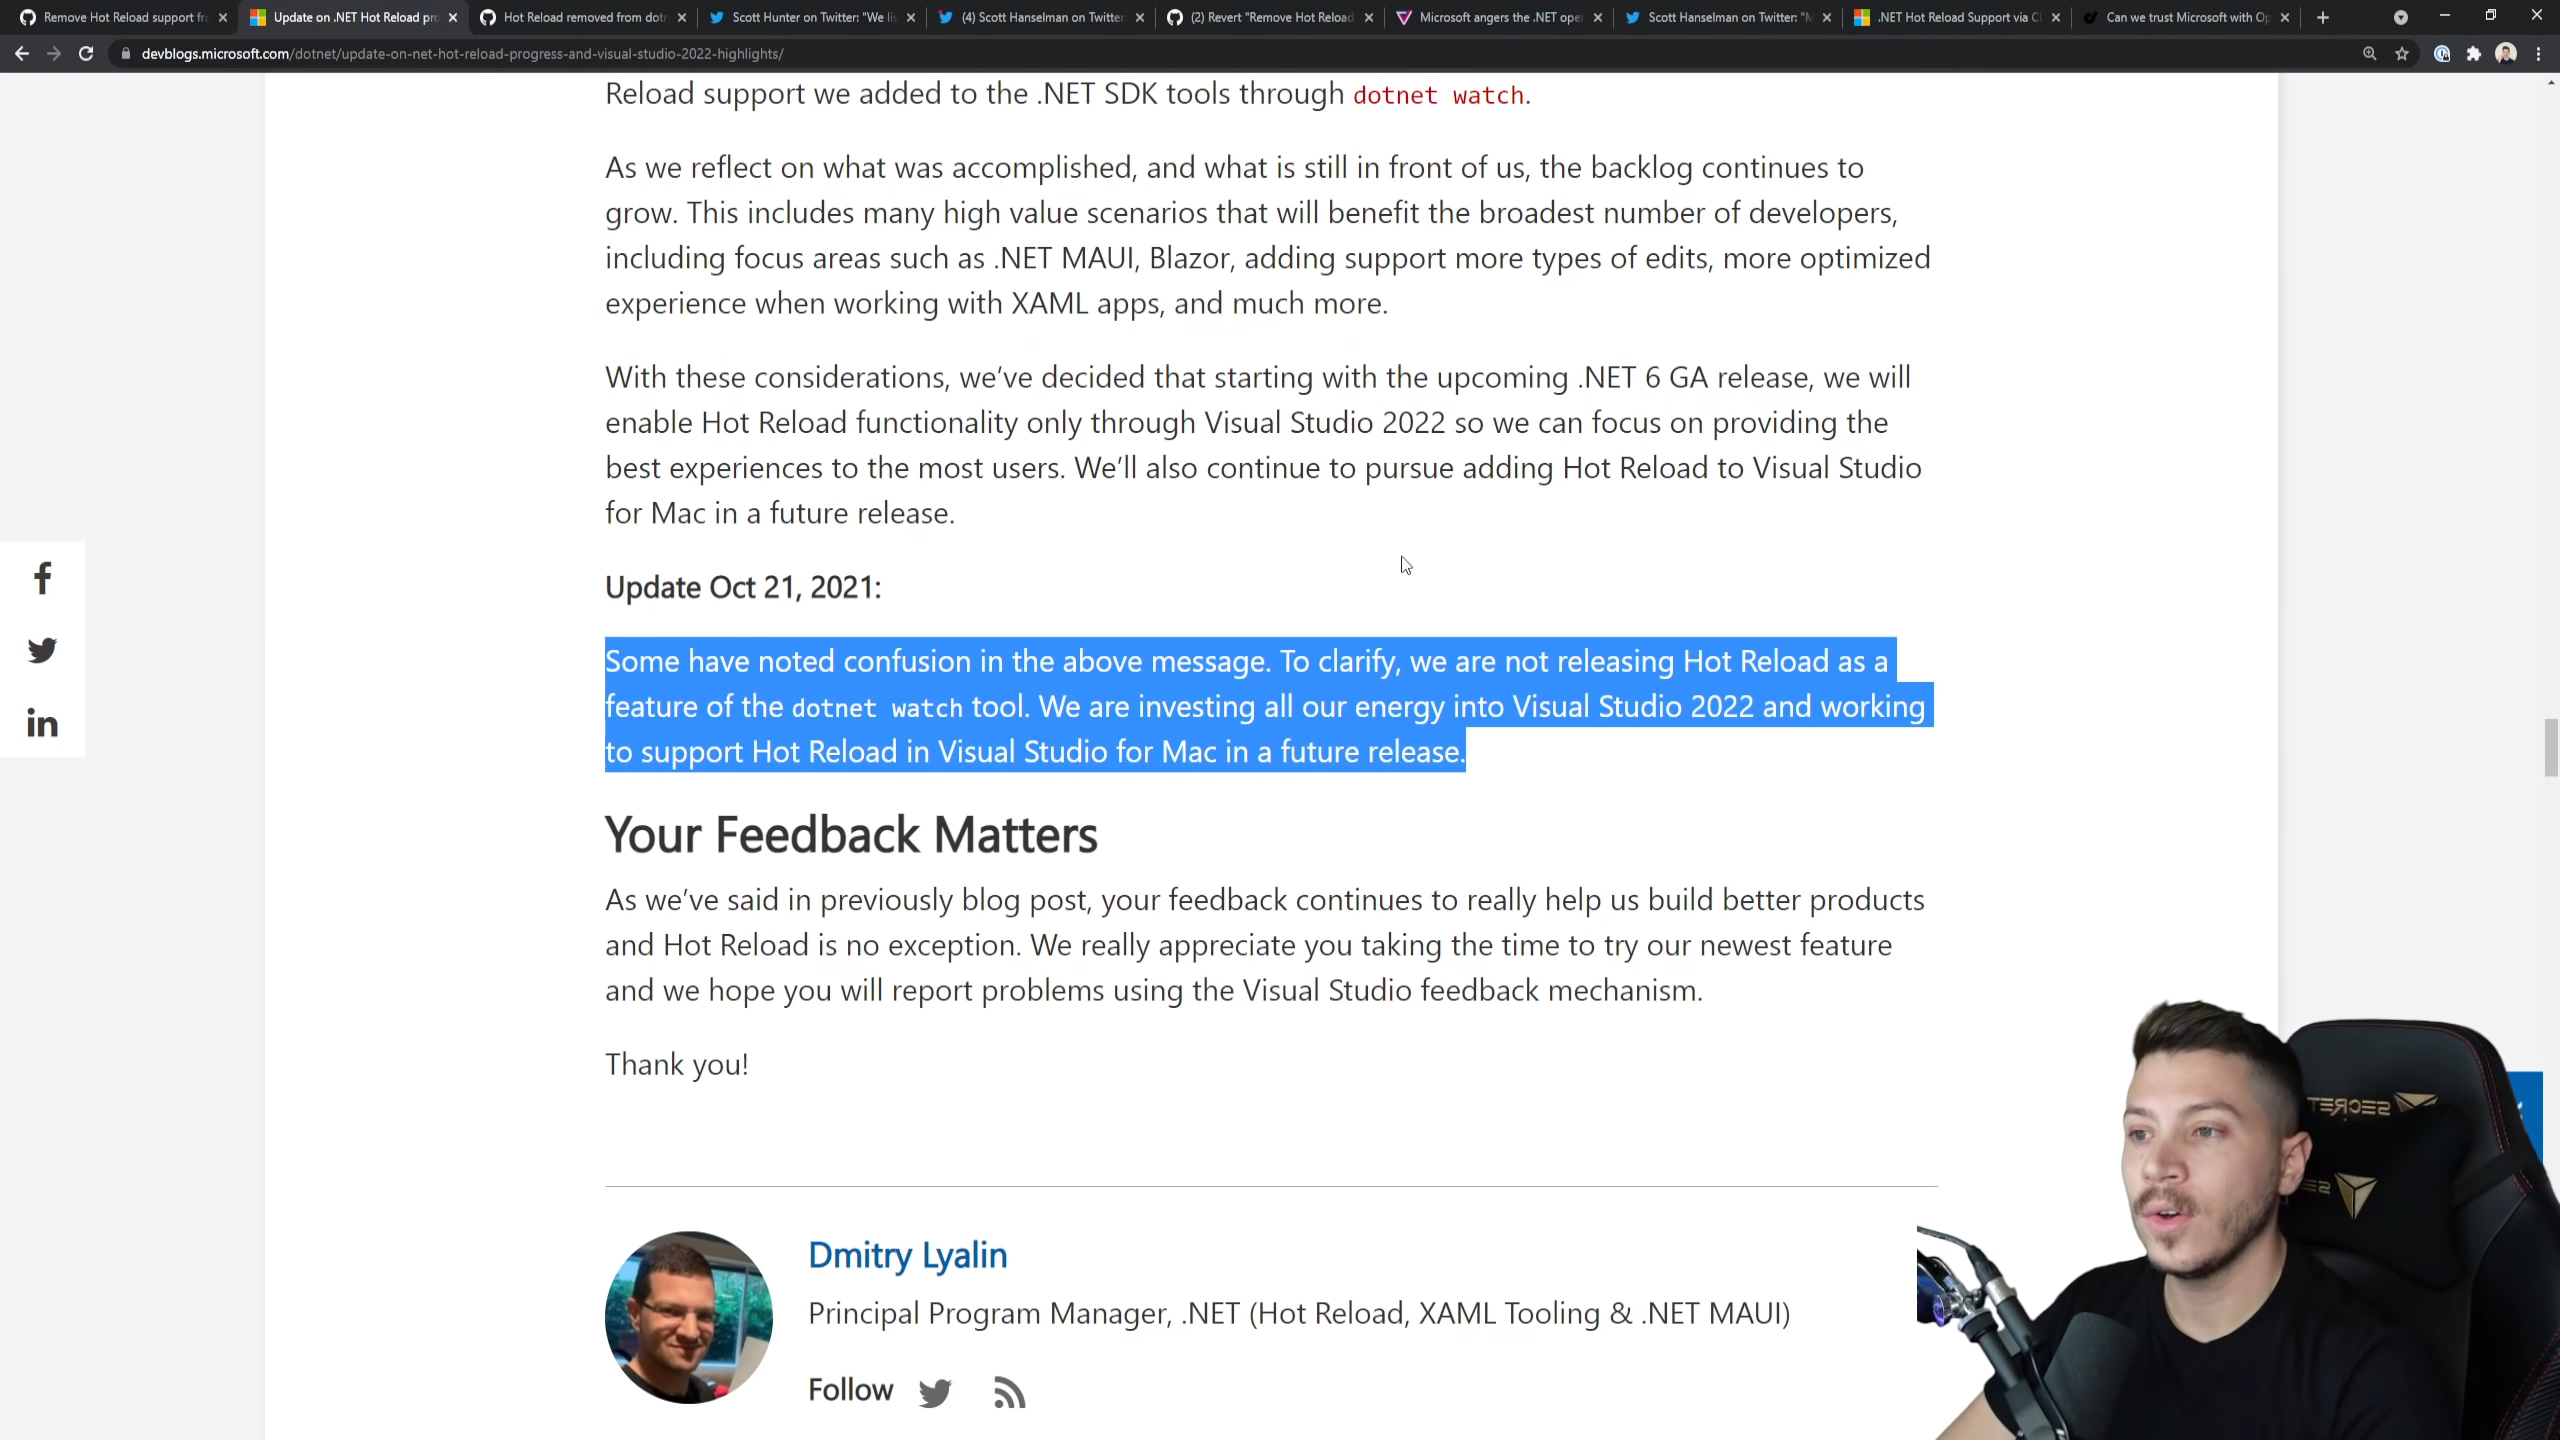 Remove Hot Reload support fr
Update on .NET Hot Reload pro
Hot Reload removed from dotn
Scott Hunter on Twitter: "We lis
(4) Scott Hanselman on Twitter
(2) Revert "Remove Hot Reload
Microsoft angers the .NET ope
Scott Hanselman on Twitter: "M
.NET Hot Reload Support via CL
Can we trust Microsoft with Op
devblogs.microsoft.com/dotnet/update-on-net-hot-reload-progress-and-visual-studio-2022-highlights/
Reload support we added to the .NET SDK tools through dotnet watch.
As we reflect on what was accomplished, and what is still in front of us, the backlog continues to
grow. This includes many high value scenarios that will benefit the broadest number of developers,
including focus areas such as .NET MAUI, Blazor, adding support more types of edits, more optimized
experience when working with XAML apps, and much more.
With these considerations, we've decided that starting with the upcoming .NET 6 GA release, we will
enable Hot Reload functionality only through Visual Studio 2022 so we can focus on providing the
best experiences to the most users. We'll also continue to pursue adding Hot Reload to Visual Studio
for Mac in a future release.
Update Oct 21, 2021:
Some have noted confusion in the above message. To clarify, we are not releasing Hot Reload as a
feature of the dotnet watch tool. We are investing all our energy into Visual Studio 2022 and working
to support Hot Reload in Visual Studio for Mac in a future release.
Your Feedback Matters
As we've said in previously blog post, your feedback continues to really help us build better products
and Hot Reload is no exception. We really appreciate you taking the time to try our newest feature
and we hope you will report problems using the Visual Studio feedback mechanism.
Thank you!
Dmitry Lyalin
Principal Program Manager, .NET (Hot Reload, XAML Tooling & .NET MAUI)
Follow
SECRET